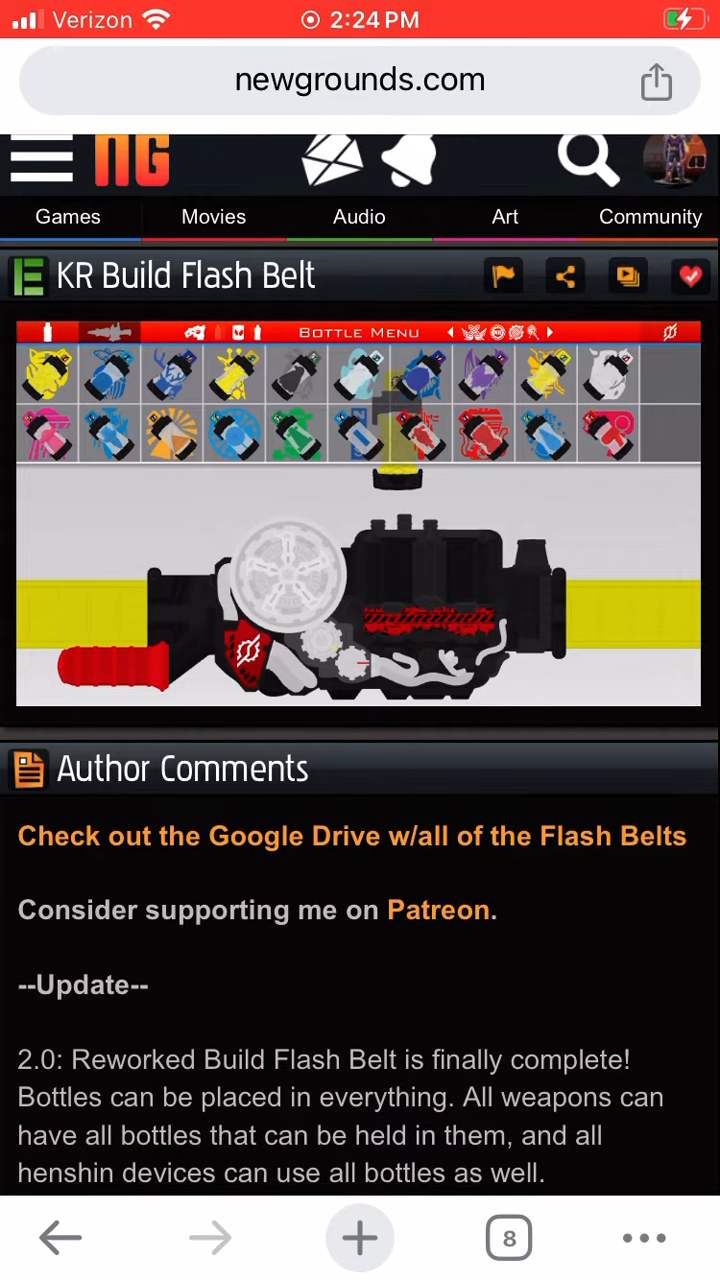 Verizon 2:24 PM
newgrounds.com
NG
Games Movies Audio Art Community
E KR Build Flash Belt
BOTTLE MENU
Author Comments
Check out the Google Drive w/all of the Flash Belts
Consider supporting me on Patreon.
--Update--
2.0: Reworked Build Flash Belt is finally complete!
Bottles can be placed in everything. All weapons can
have all bottles that can be held in them, and all
henshin devices can use all bottles as well.
8